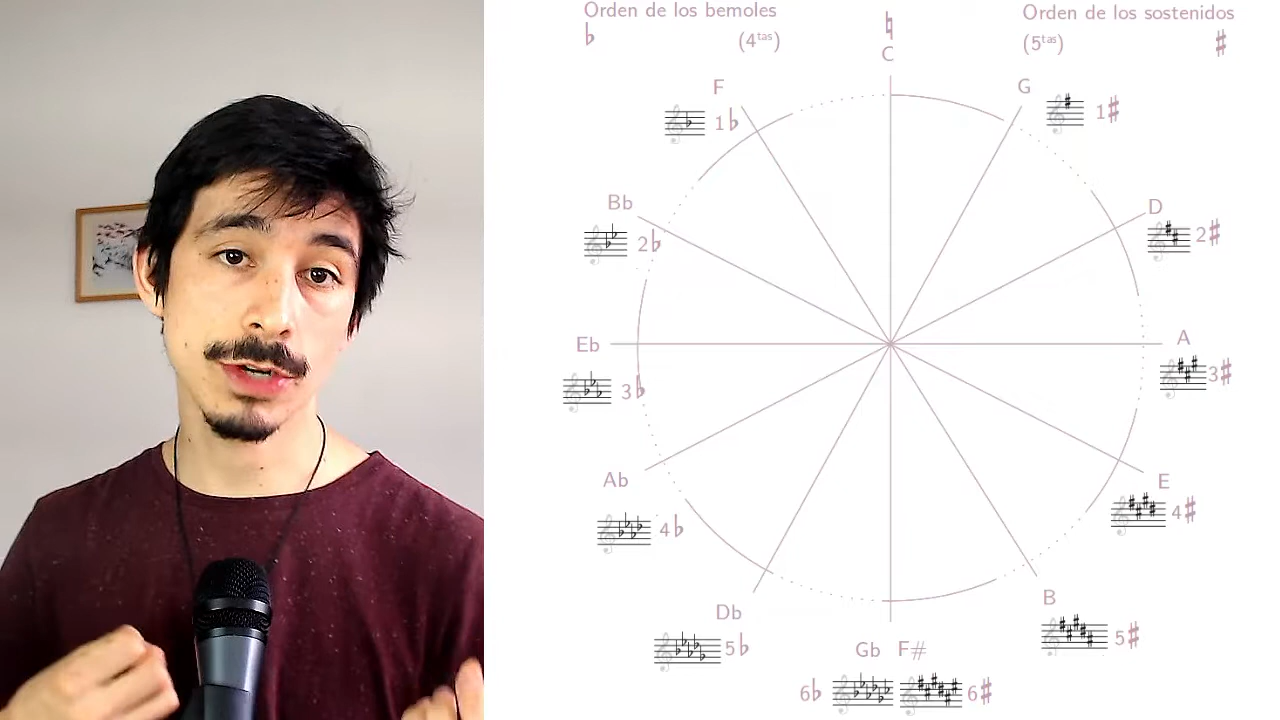 Orden de los bemoles
♭
(4tas)
♮
C
Orden de los sostenidos
(5tas)
♯
F
1♭
G
1♯
Bb
2♭
D
2♯
Eb
3♭
A
3♯
Ab
4♭
E
4♯
Db
5♭
B
5♯
Gb
F#
6♭
6♯